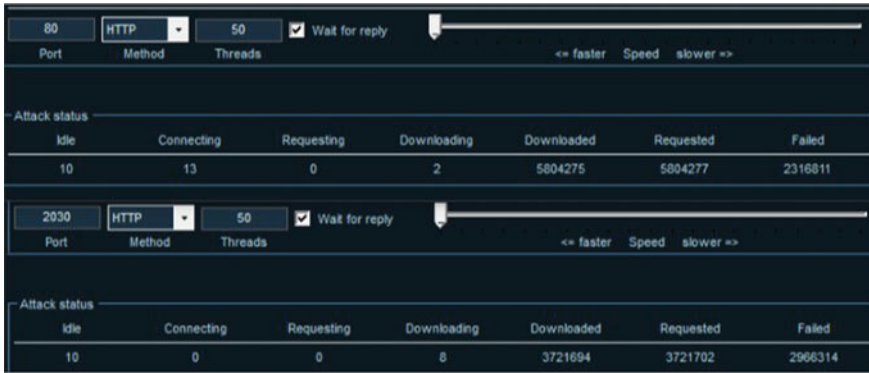 80 HTTP 50 Wait for reply
Port Method Threads <= faster Speed slower =>
Attack status
Idle Connecting Requesting Downloading Downloaded Requested Failed
10 13 0 2 5804275 5804277 2316811
2030 HTTP 50 Wait for reply
Port Method Threads <= faster Speed slower =>
Attack status
Idle Connecting Requesting Downloading Downloaded Requested Failed
10 0 0 8 3721694 3721702 2966314